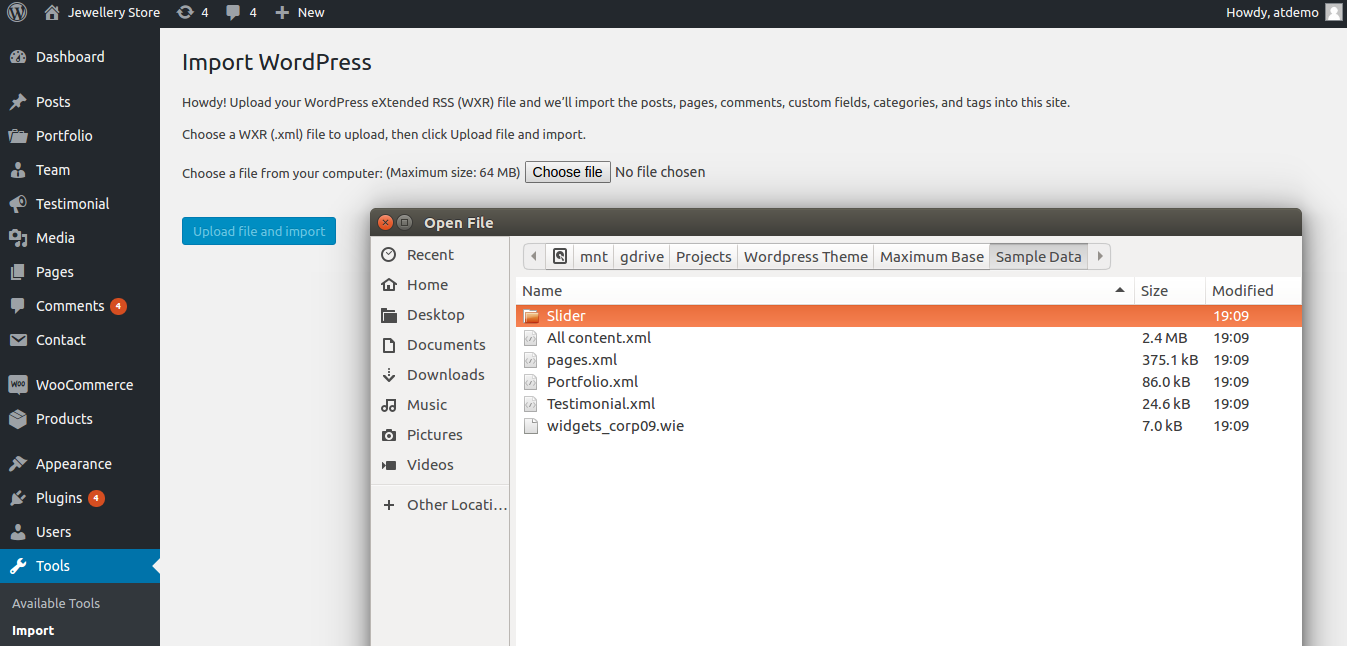 Jewellery Store 4 4 New Howdy, atdemo
Dashboard
Posts
Portfolio
Team
Testimonial
Media
Pages
Comments 4
Contact
WOO WooCommerce
Products
Appearance
Plugins 4
Users
Tools
Available Tools
Import
Import WordPress
Howdy! Upload your WordPress eXtended RSS (WXR) file and we'll import the posts, pages, comments, custom fields, categories, and tags into this site.
Choose a WXR (.xml) file to upload, then click Upload file and import.
Choose a file from your computer: (Maximum size: 64 MB) Choose file No file chosen
Upload file and import
Open File
Recent
Home
Desktop
Documents
Downloads
Music
Pictures
Videos
Other Locati...
mnt gdrive Projects Wordpress Theme Maximum Base Sample Data
Name Size Modified
Slider 19:09
All content.xml 2.4 MB 19:09
pages.xml 375.1 kB 19:09
Portfolio.xml 86.0 kB 19:09
Testimonial.xml 24.6 kB 19:09
widgets_corp09.wie 7.0 kB 19:09